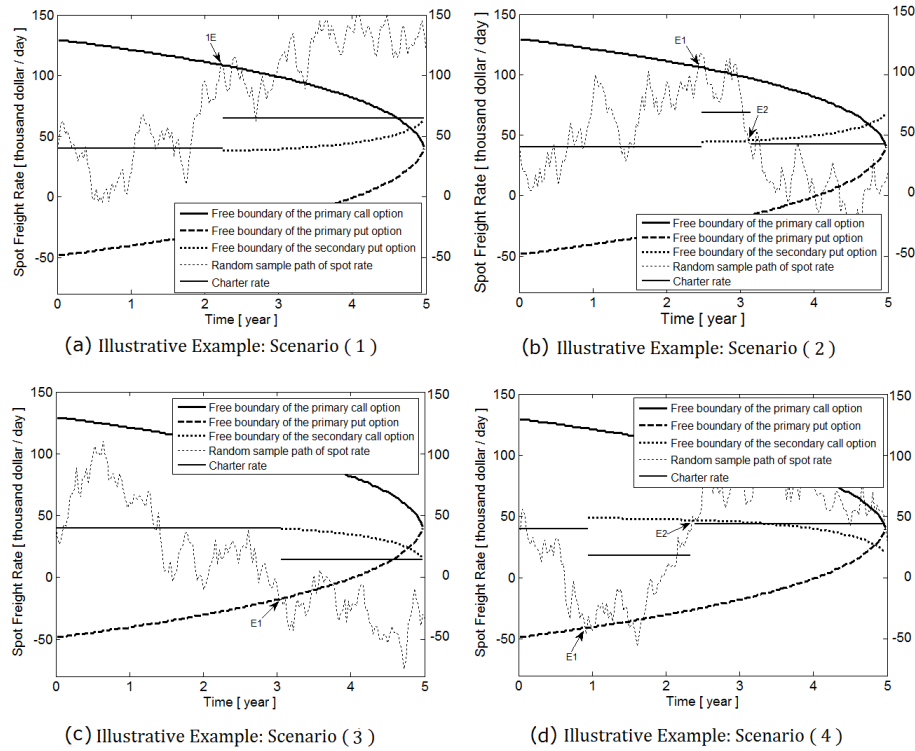 Spot Freight Rate [ thousand dollar / day ]
150
100
50
0
-50
150
100
50
0
-50
1E
Free boundary of the primary call option
Free boundary of the primary put option
Free boundary of the secondary put option
Random sample path of spot rate
Charter rate
0 1 2 3 4 5
Time [ year ]
(a) Illustrative Example: Scenario ( 1 )
Spot Freight Rate [ thousand dollar / day ]
150
100
50
0
-50
100
50
0
-50
E1
E2
Free boundary of the primary call option
Free boundary of the primary put option
Free boundary of the secondary put option
Random sample path of spot rate
Charter rate
0 1 2 3 4 5
Time [ year ]
(b) Illustrative Example: Scenario ( 2 )
Spot Freight Rate [ thousand dollar / day ]
150
100
50
0
-50
150
100
50
0
-50
Free boundary of the primary call option
Free boundary of the primary put option
Free boundary of the secondary call option
Random sample path of spot rate
Charter rate
E1
0 1 2 3 4 5
Time [ year ]
(c) Illustrative Example: Scenario ( 3 )
Spot Freight Rate [ thousand dollar / day ]
150
100
50
0
-50
100
50
0
-50
Free boundary of the primary call option
Free boundary of the primary put option
Free boundary of the secondary call option
Random sample path of spot rate
Charter rate
E2
E1
0 1 2 3 4 5
Time [ year ]
(d) Illustrative Example: Scenario ( 4 )